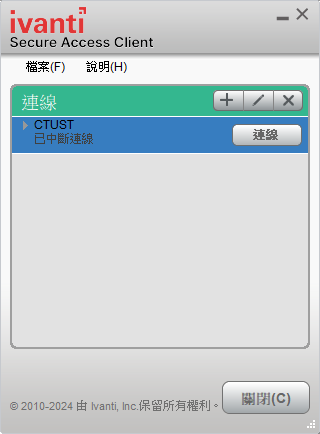 ivanti
Secure Access Client
檔案(F) 說明(H)
連線
CTUST
已中斷連線
連線
© 2010-2024 由 Ivanti, Inc.保留所有權利。
關閉(C)